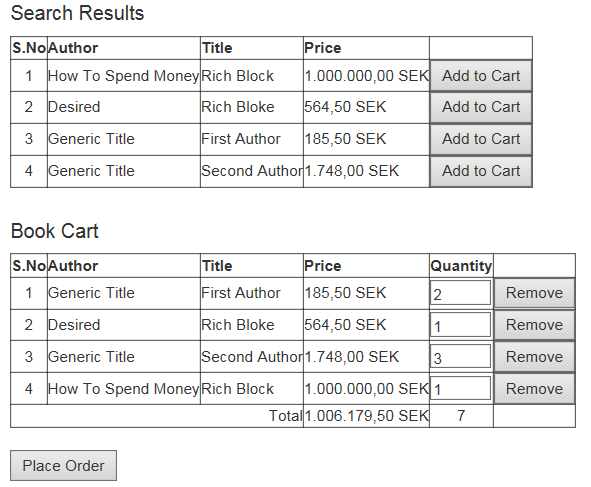 Search Results
S.No Author Title Price
1 How To Spend Money Rich Block 1.000.000,00 SEK Add to Cart
2 Desired Rich Bloke 564,50 SEK Add to Cart
3 Generic Title First Author 185,50 SEK Add to Cart
4 Generic Title Second Author 1.748,00 SEK Add to Cart
Book Cart
S.No Author Title Price Quantity
1 Generic Title First Author 185,50 SEK 2 Remove
2 Desired Rich Bloke 564,50 SEK 1 Remove
3 Generic Title Second Author 1.748,00 SEK 3 Remove
4 How To Spend Money Rich Block 1.000.000,00 SEK 1 Remove
Total 1.006.179,50 SEK 7
Place Order